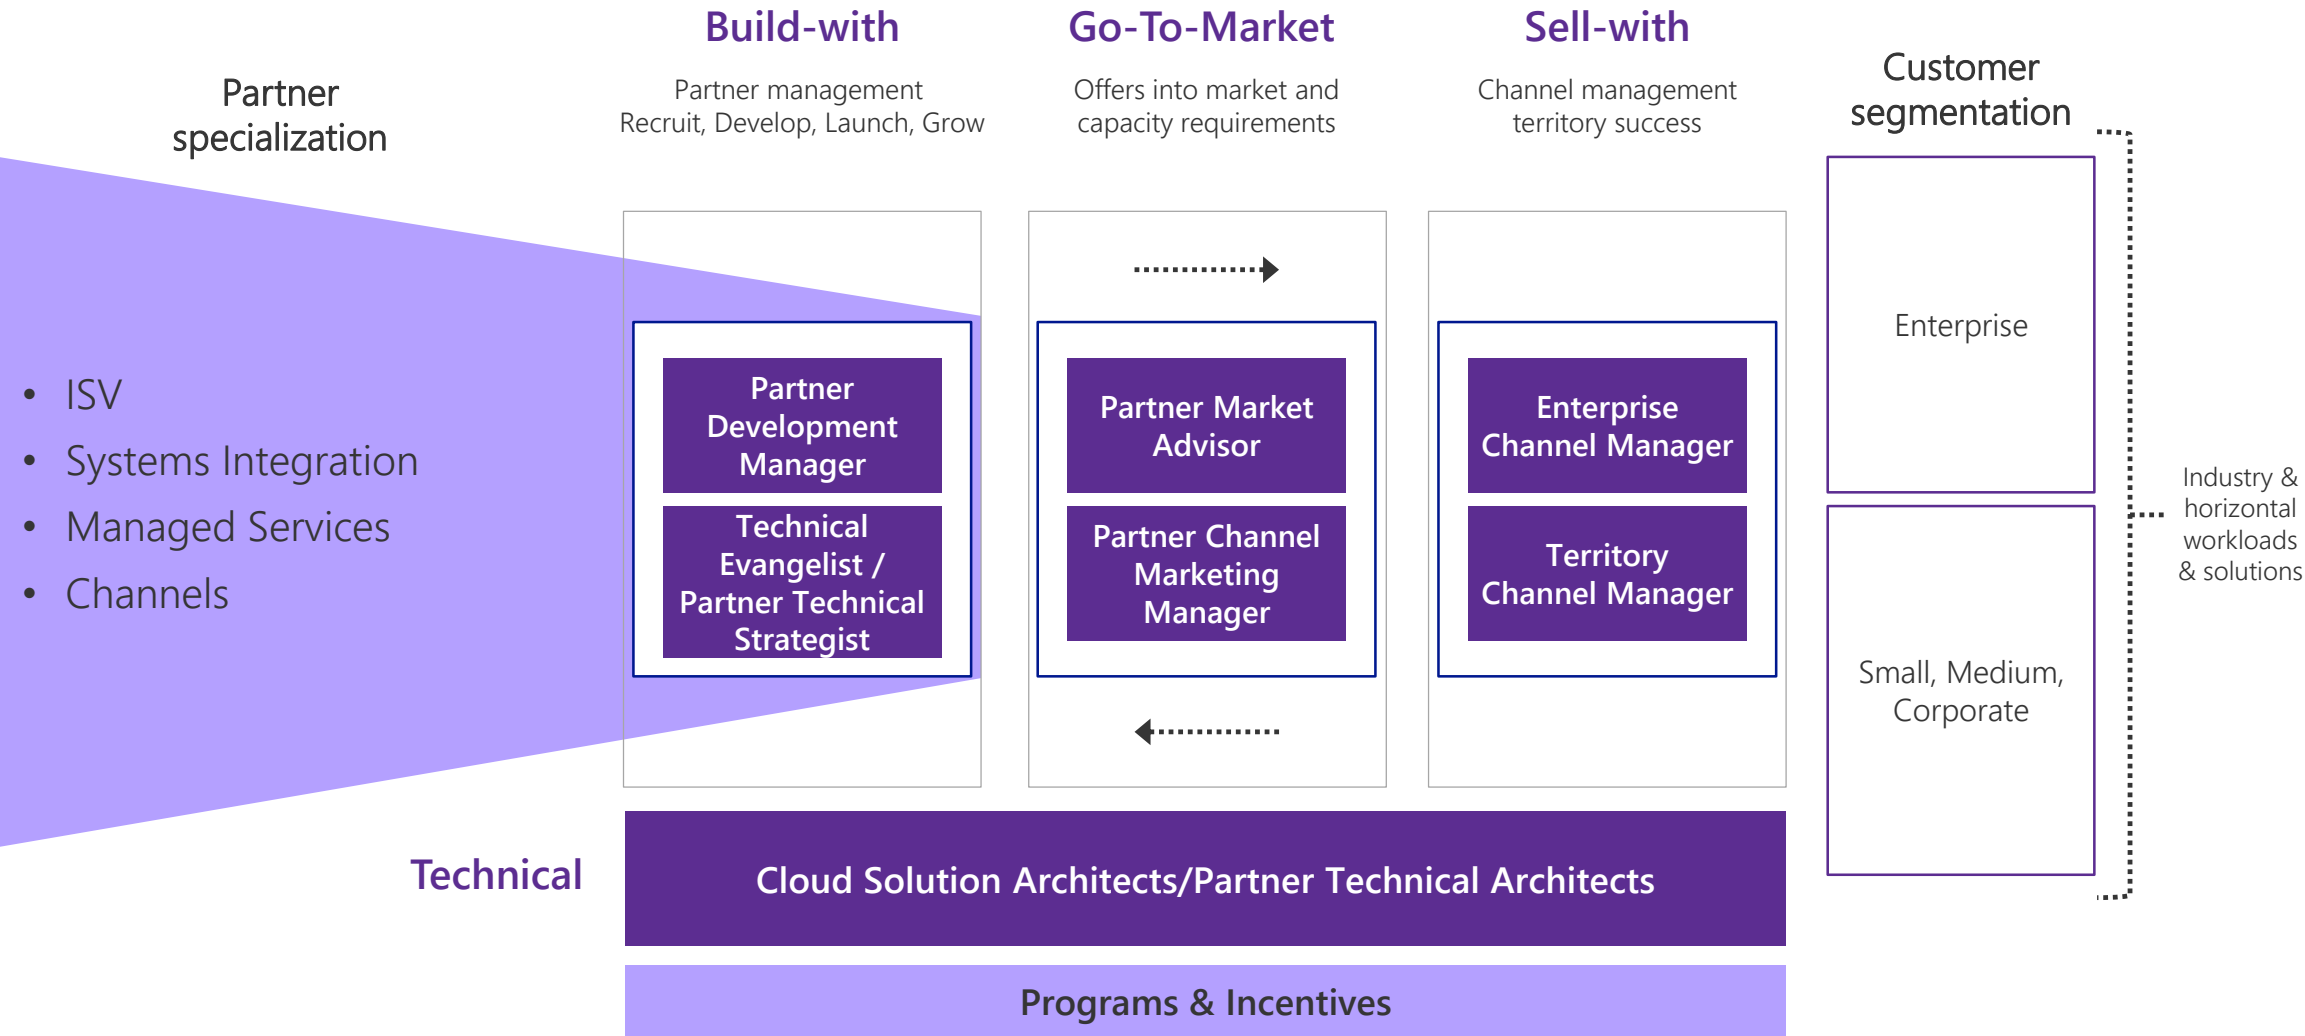 Partner
specialization
• ISV
• Systems Integration
• Managed Services
• Channels
Build-with
Partner management
Recruit, Develop, Launch, Grow
Partner
Development
Manager
Technical
Evangelist /
Partner Technical
Strategist
Go-To-Market
Offers into market and
capacity requirements
Partner Market
Advisor
Partner Channel
Marketing
Manager
Sell-with
Channel management
territory success
Enterprise
Channel Manager
Territory
Channel Manager
Customer
segmentation
Enterprise
Small, Medium,
Corporate
Industry &
horizontal
workloads
& solutions
Technical
Cloud Solution Architects/Partner Technical Architects
Programs & Incentives